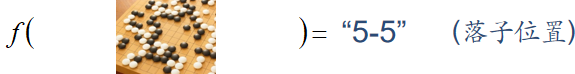 f( )= “5-5” （落子位置）